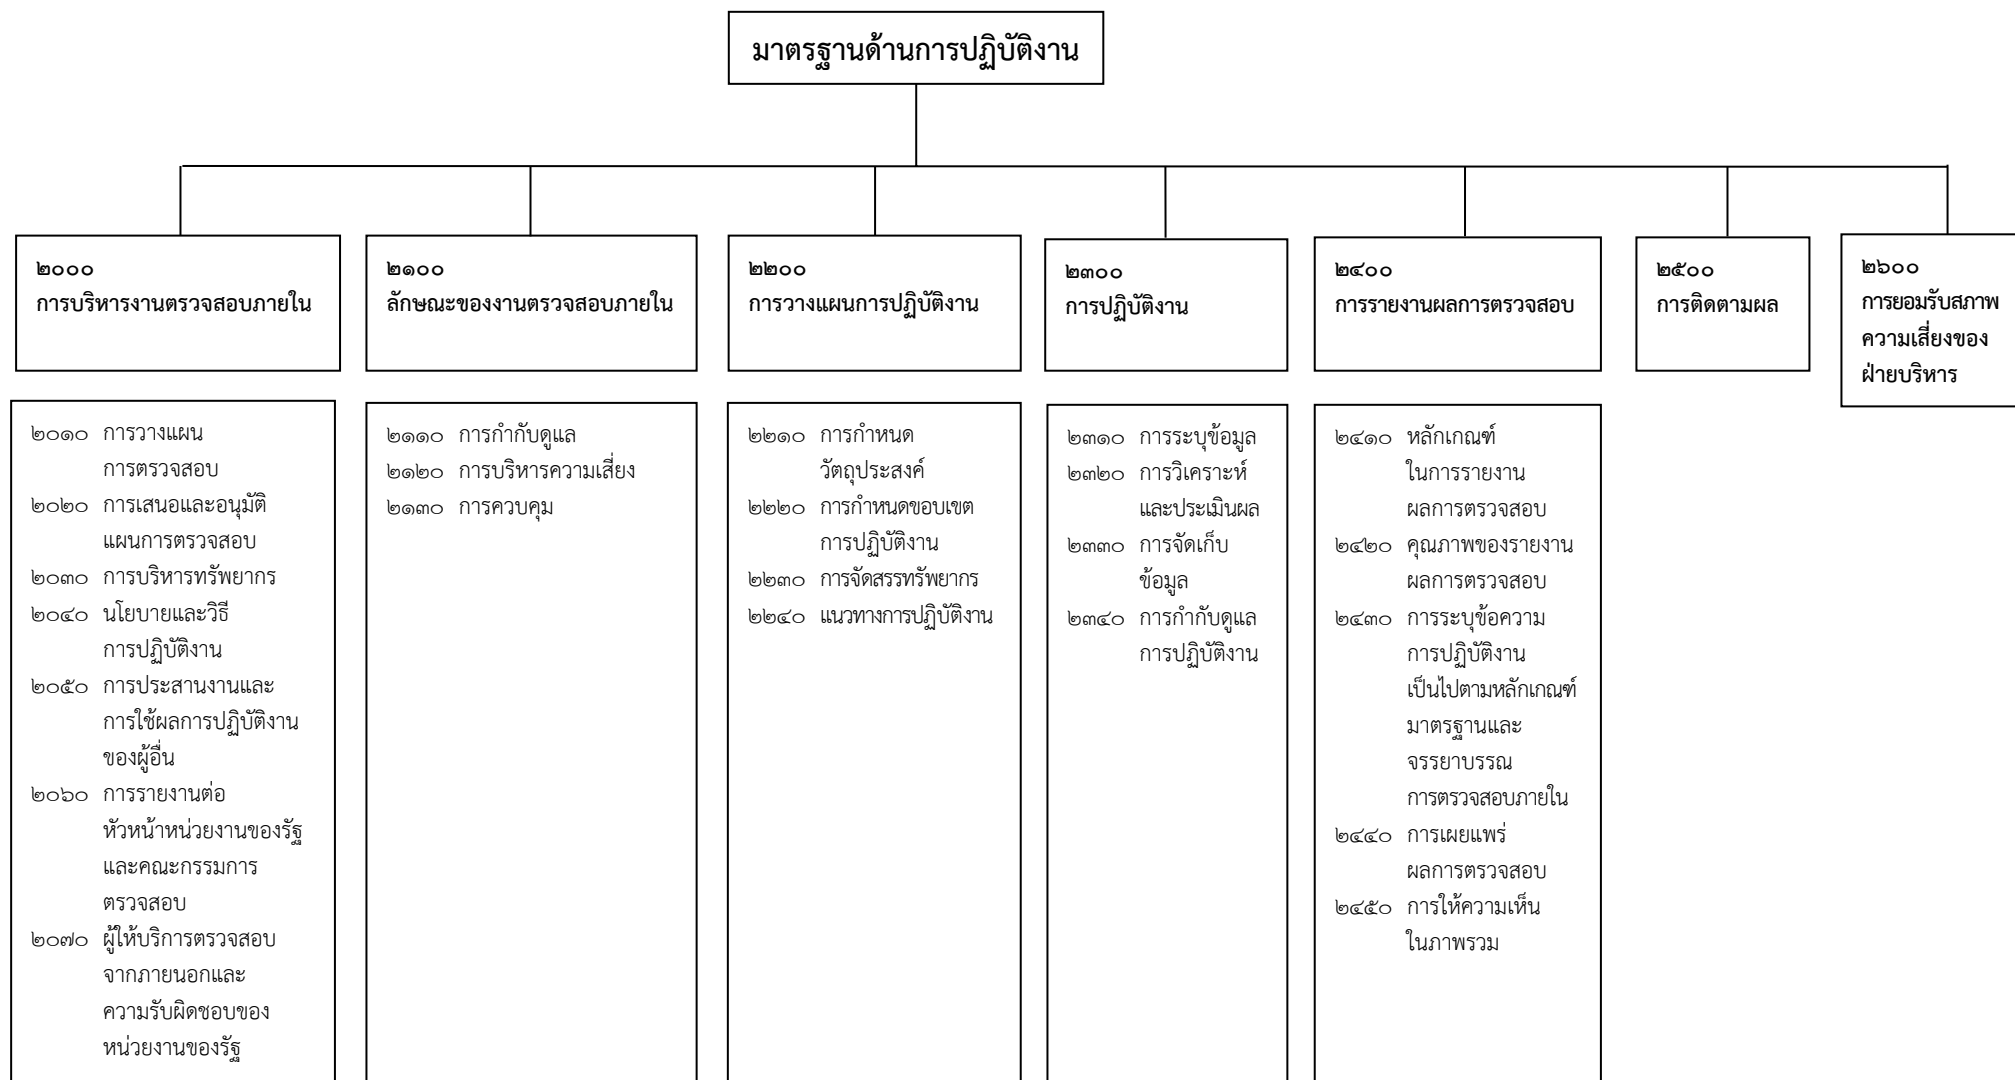 มาตรฐานด้านการปฏิบัติงาน
๒๐๐๐
การบริหารงานตรวจสอบภายใน
๒๑๐๐
ลักษณะของงานตรวจสอบภายใน
๒๒๐๐
การวางแผนการปฏิบัติงาน
๒๓๐๐
การปฏิบัติงาน
๒๔๐๐
การรายงานผลการตรวจสอบ
๒๕๐๐
การติดตามผล
๒๖๐๐
การยอมรับสภาพ
ความเสี่ยงของ
ฝ่ายบริหาร
๒๐๑๐ การวางแผน
การตรวจสอบ
๒๐๒๐ การเสนอและอนุมัติ
แผนการตรวจสอบ
๒๐๓๐ การบริหารทรัพยากร
๒๐๔๐ นโยบายและวิธี
การปฏิบัติงาน
๒๐๕๐ การประสานงานและ
การใช้ผลการปฏิบัติงาน
ของผู้อื่น
๒๐๖๐ การรายงานต่อ
หัวหน้าหน่วยงานของรัฐ
และคณะกรรมการ
ตรวจสอบ
๒๐๗๐ ผู้ให้บริการตรวจสอบ
จากภายนอกและ
ความรับผิดชอบของ
หน่วยงานของรัฐ
๒๑๑๐ การกำกับดูแล
๒๑๒๐ การบริหารความเสี่ยง
๒๑๓๐ การควบคุม
๒๒๑๐ การกำหนด
วัตถุประสงค์
๒๒๒๐ การกำหนดขอบเขต
การปฏิบัติงาน
๒๒๓๐ การจัดสรรทรัพยากร
๒๒๔๐ แนวทางการปฏิบัติงาน
๒๓๑๐ การระบุข้อมูล
๒๓๒๐ การวิเคราะห์
และประเมินผล
๒๓๓๐ การจัดเก็บ
ข้อมูล
๒๓๔๐ การกำกับดูแล
การปฏิบัติงาน
๒๔๑๐ หลักเกณฑ์
ในการรายงาน
ผลการตรวจสอบ
๒๔๒๐ คุณภาพของรายงาน
ผลการตรวจสอบ
๒๔๓๐ การระบุข้อความ
การปฏิบัติงาน
เป็นไปตามหลักเกณฑ์
มาตรฐานและ
จรรยาบรรณ
การตรวจสอบภายใน
๒๔๔๐ การเผยแพร่
ผลการตรวจสอบ
๒๔๕๐ การให้ความเห็น
ในภาพรวม